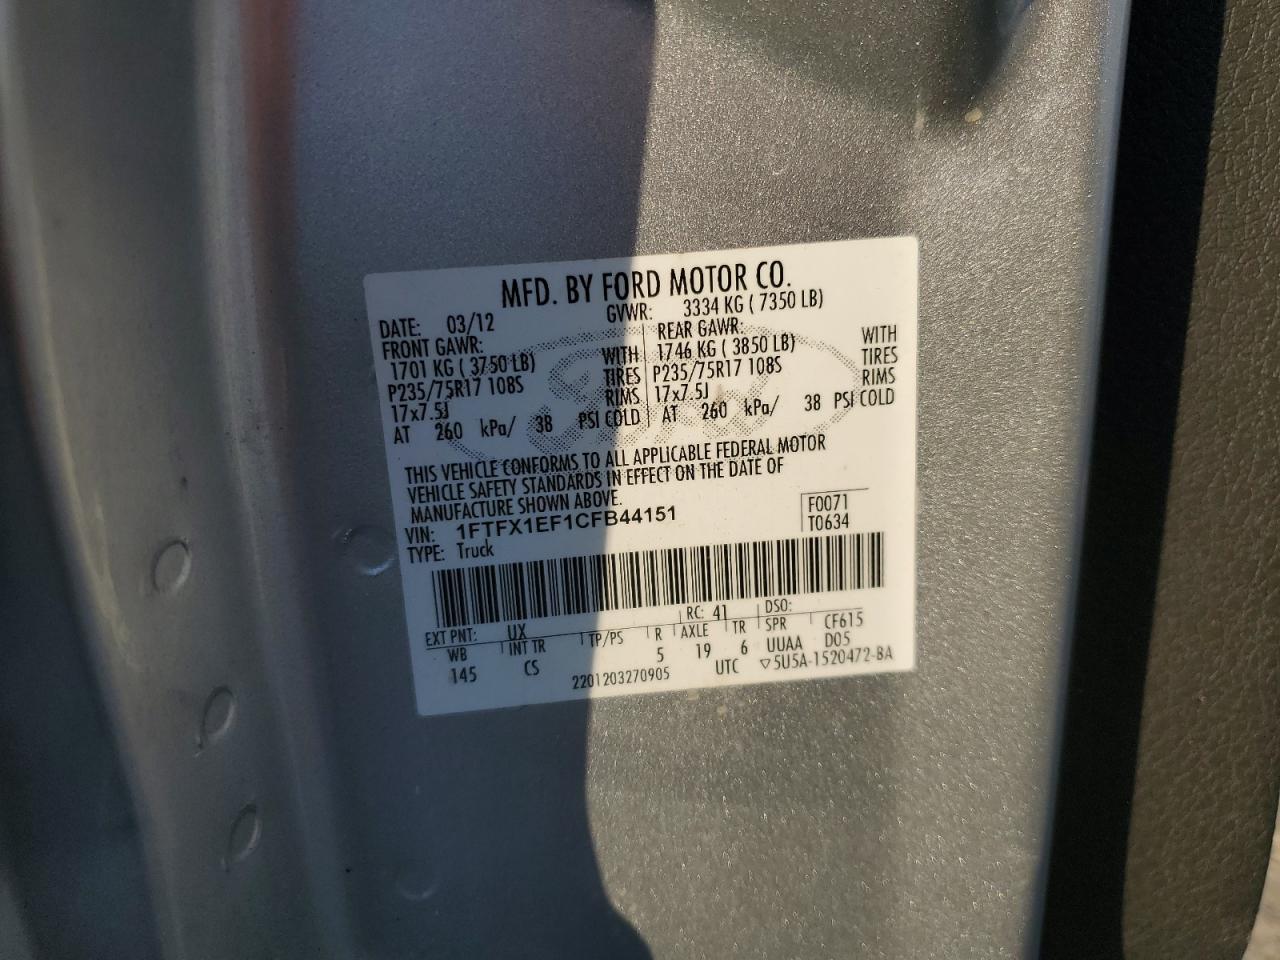 MFD. BY FORD MOTOR CO.
DATE: 03/12 GVWR: 3334 KG ( 7350 LB)
FRONT GAWR: REAR GAWR:
1701 KG ( 3750 LB) WITH 1746 KG ( 3850 LB) WITH
P235/75R17 108S TIRES P235/75R17 108S TIRES
17x7.5J RIMS 17x7.5J RIMS
AT 260 kPa/ 38 PSI COLD AT 260 kPa/ 38 PSI COLD
THIS VEHICLE CONFORMS TO ALL APPLICABLE FEDERAL MOTOR
VEHICLE SAFETY STANDARDS IN EFFECT ON THE DATE OF
MANUFACTURE SHOWN ABOVE.
VIN: 1FTFX1EF1CFB44151 F0071
TYPE: Truck T0634
EXT PNT: UX RC: 41 DSO:
WB INT TR TP/PS R AXLE TR SPR CF615
145 CS 5 19 6 UUAA D05
2201203270905 UTC ▽5U5A-1520472-BA